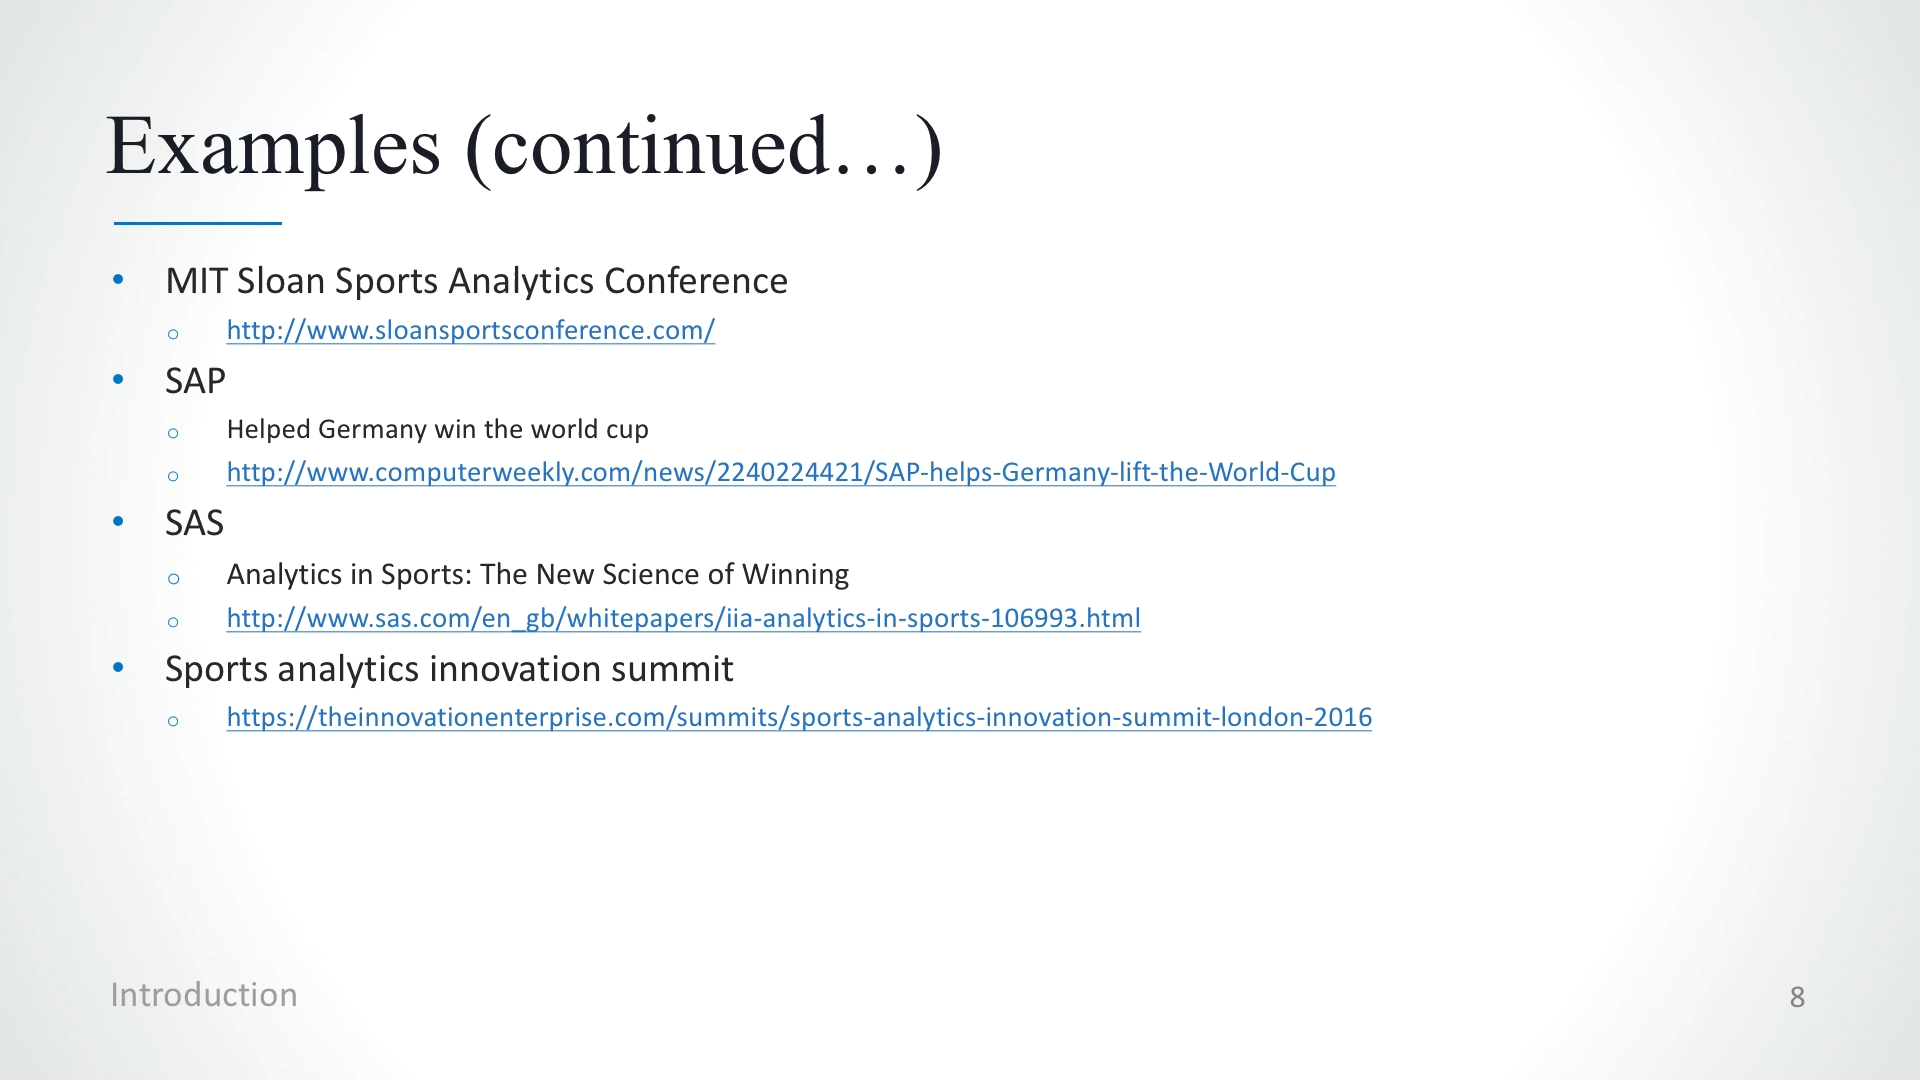 Examples (continued…)
• MIT Sloan Sports Analytics Conference
○ http://www.sloansportsconference.com/
• SAP
○ Helped Germany win the world cup
○ http://www.computerweekly.com/news/2240224421/SAP-helps-Germany-lift-the-World-Cup
• SAS
○ Analytics in Sports: The New Science of Winning
○ http://www.sas.com/en_gb/whitepapers/iia-analytics-in-sports-106993.html
• Sports analytics innovation summit
○ https://theinnovationenterprise.com/summits/sports-analytics-innovation-summit-london-2016
Introduction
8